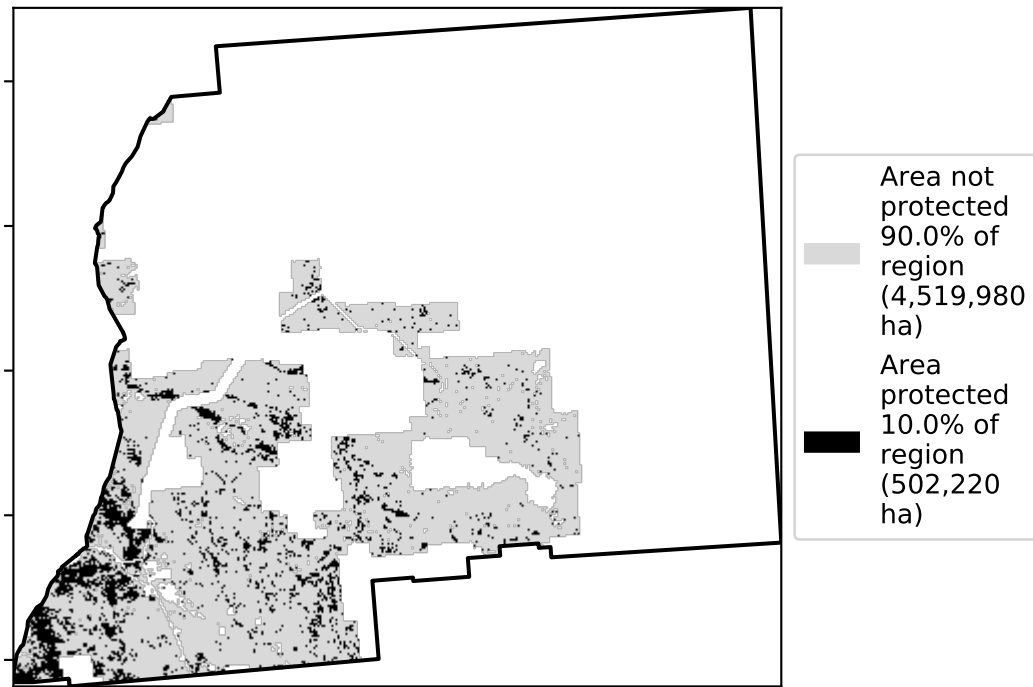 Area not
protected
90.0% of
region
(4,519,980
ha)
Area
protected
10.0% of
region
(502,220
ha)